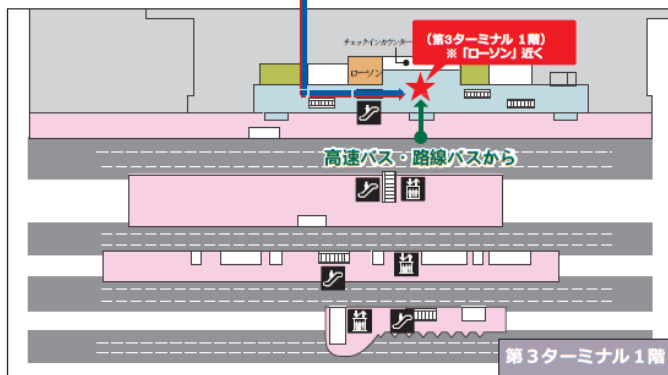 チェックインカウンター
(第3ターミナル 1階)
※「ローソン」近く
ローソン
高速バス・路線バスから
第3ターミナル1階